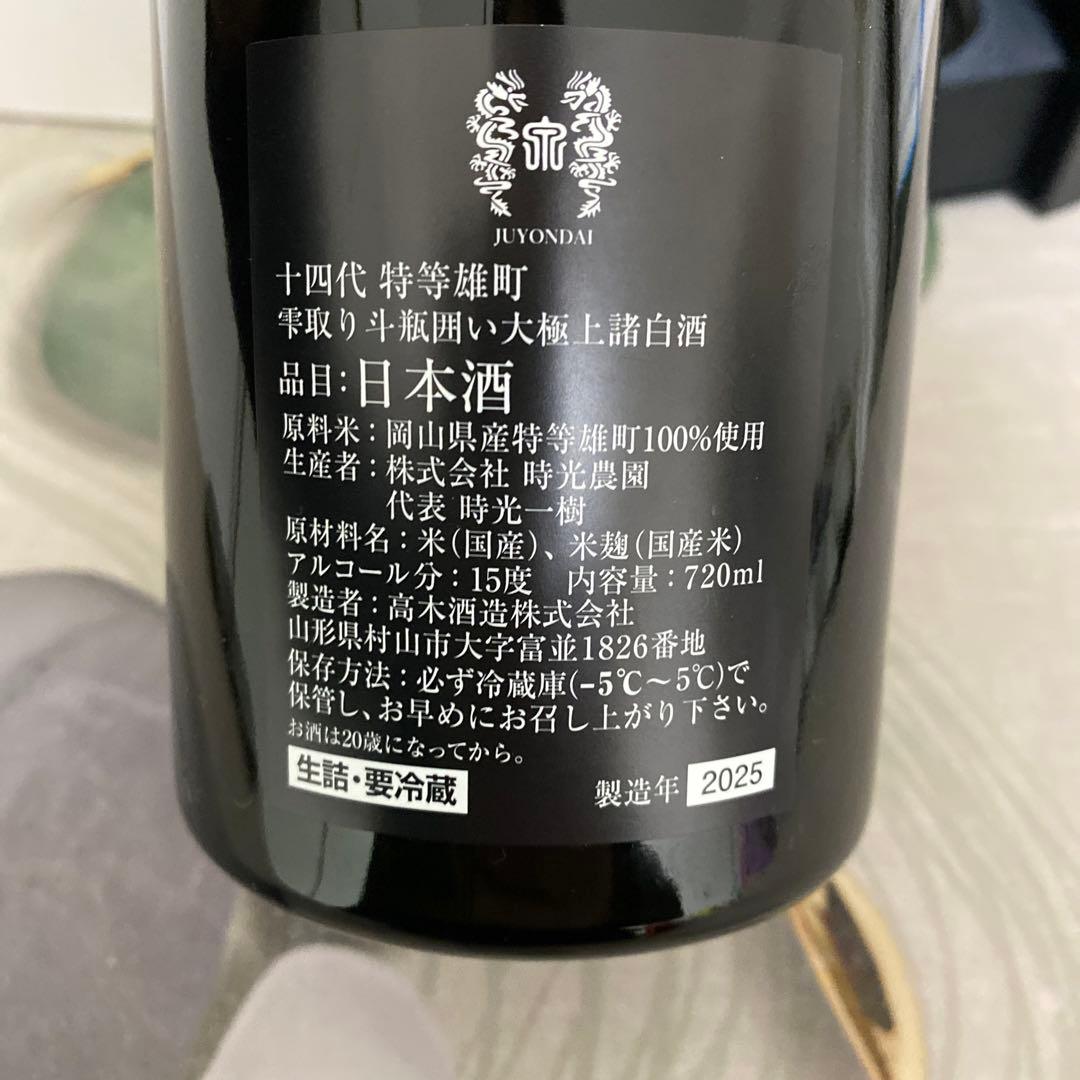 JUYONDAI
十四代 特等雄町
雫取り斗瓶囲い大極上諸白酒
品目：日本酒
原料米：岡山県産特等雄町100%使用
生産者：株式会社 時光農園
代表 時光一樹
原材料名：米（国産）、米麹（国産米）
アルコール分：15度 内容量：720ml
製造者：高木酒造株式会社
山形県村山市大字富並1826番地
保存方法：必ず冷蔵庫(-5℃〜5℃)で
保管し、お早めにお召し上がり下さい。
お酒は20歳になってから。
生詰・要冷蔵 製造年 2025